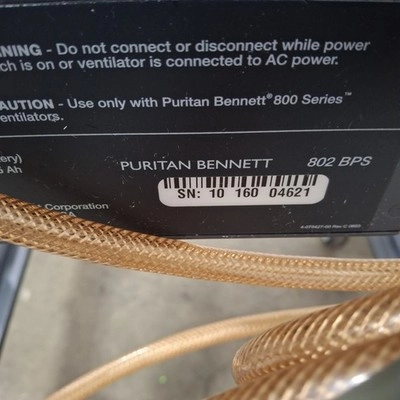 NING - Do not connect or disconnect while power
ch is on or ventilator is connected to AC power.
AUTION - Use only with Puritan Bennett® 800 Series™
entilators.
ery)
Ah
PURITAN BENNETT 802 BPS
SN: 10 160 04621
Corporation